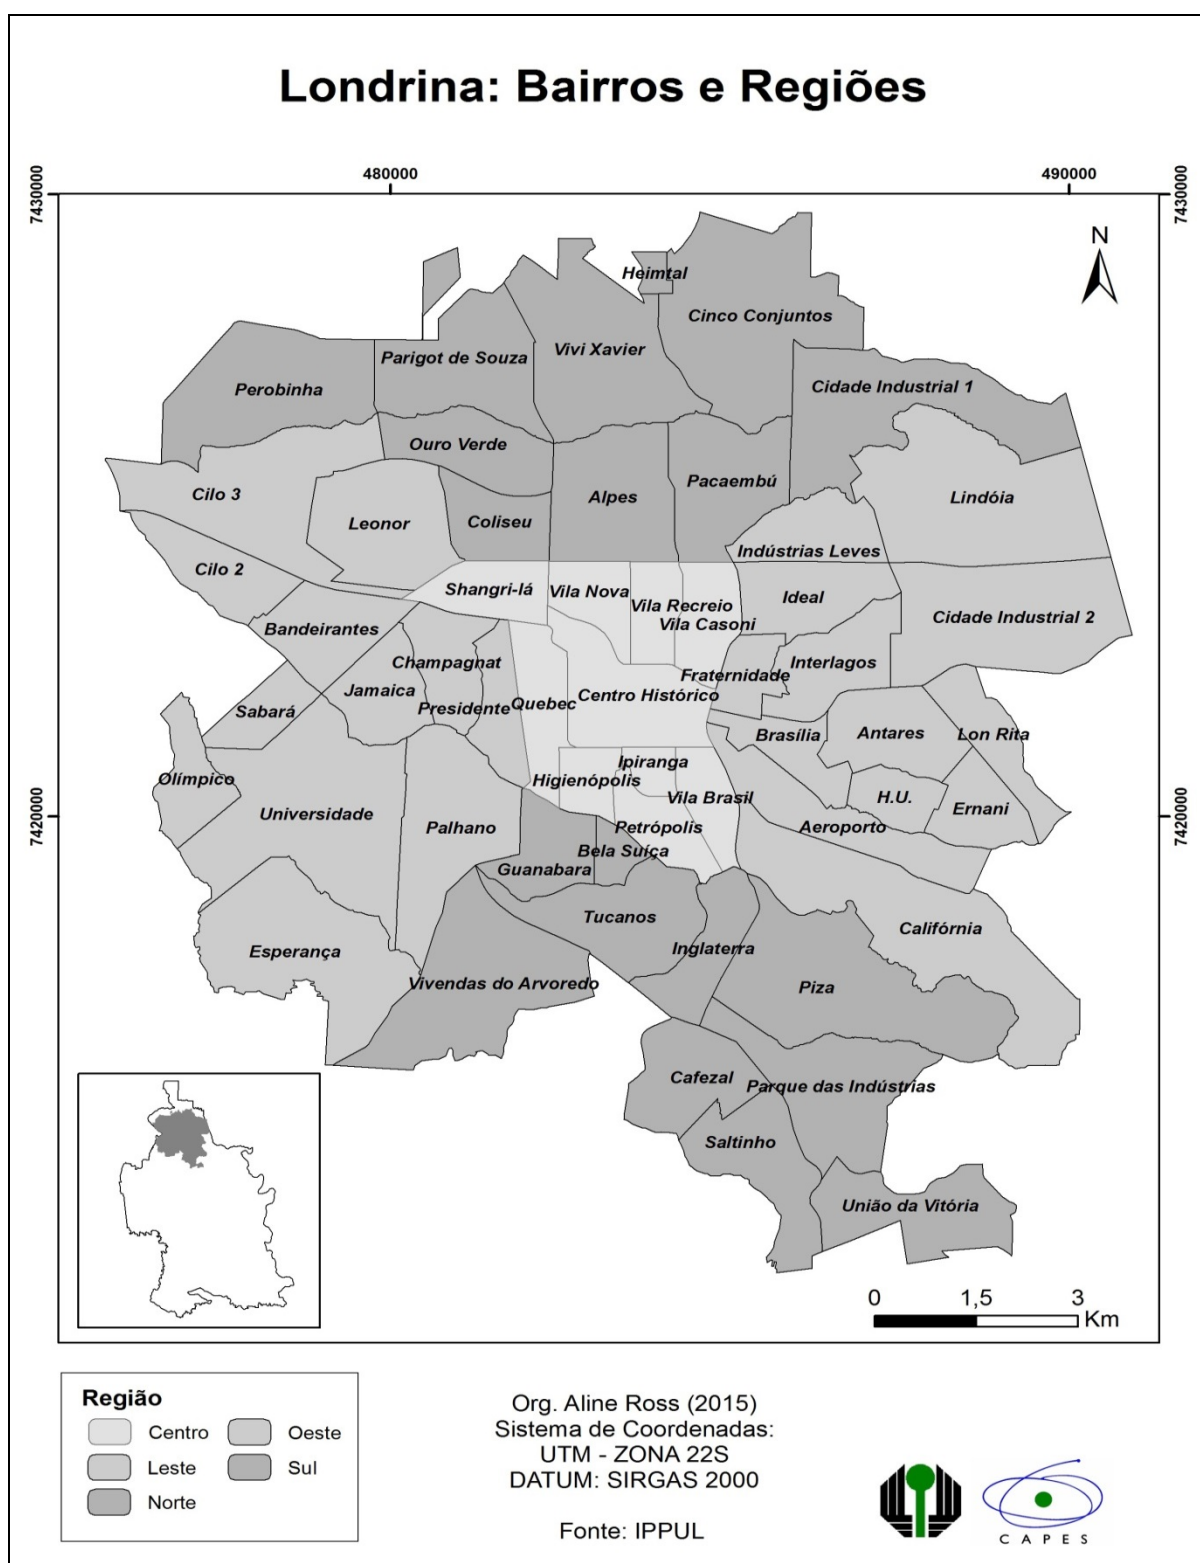 Londrina: Bairros e Regiões
480000
490000
7430000
7430000
N
Heimtal
Cinco Conjuntos
Vivi Xavier
Parigot de Souza
Perobinha
Cidade Industrial 1
Ouro Verde
Pacaembú
Cilo 3
Alpes
Lindóia
Leonor
Coliseu
Indústrias Leves
Cilo 2
Shangri-lá
Vila Nova
Ideal
Vila Recreio
Cidade Industrial 2
Vila Casoni
Bandeirantes
Champagnat
Interlagos
Fraternidade
Jamaica
Centro Histórico
Presidente
Quebec
Sabará
Brasília
Antares
Lon Rita
Ipiranga
Olímpico
Higienópolis
Vila Brasil
H.U.
Ernani
7420000
7420000
Universidade
Palhano
Petrópolis
Aeroporto
Bela Suíça
Guanabara
Tucanos
Califórnia
Esperança
Inglaterra
Vivendas do Arvoredo
Piza
Cafezal
Parque das Indústrias
Saltinho
União da Vitória
0 1,5 3
Km
Região
Centro
Oeste
Leste
Sul
Norte
Org. Aline Ross (2015)
Sistema de Coordenadas:
UTM - ZONA 22S
DATUM: SIRGAS 2000
Fonte: IPPUL
CAPES